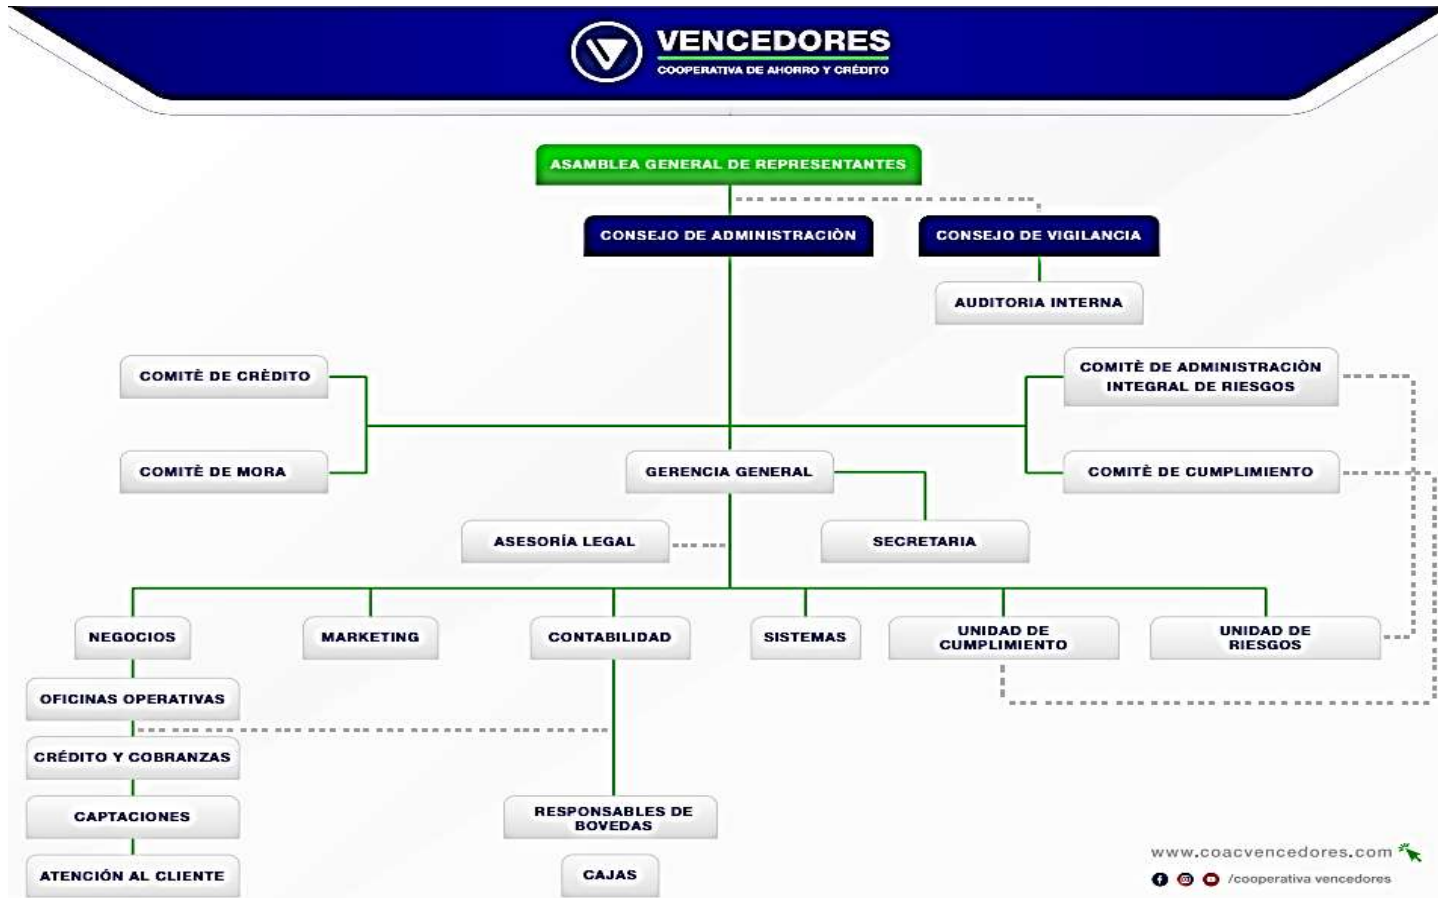 VENCEDORES
COOPERATIVA DE AHORRO Y CRÉDITO
ASAMBLEA GENERAL DE REPRESENTANTES
CONSEJO DE ADMINISTRACIÒN
CONSEJO DE VIGILANCIA
AUDITORIA INTERNA
COMITÈ DE CRÈDITO
COMITÈ DE ADMINISTRACIÒN
INTEGRAL DE RIESGOS
COMITÈ DE MORA
GERENCIA GENERAL
COMITÈ DE CUMPLIMIENTO
ASESORÍA LEGAL
SECRETARIA
NEGOCIOS
MARKETING
CONTABILIDAD
SISTEMAS
UNIDAD DE
CUMPLIMIENTO
UNIDAD DE
RIESGOS
OFICINAS OPERATIVAS
CRÉDITO Y COBRANZAS
CAPTACIONES
RESPONSABLES DE
BOVEDAS
ATENCIÓN AL CLIENTE
CAJAS
www.coacvencedores.com
/cooperativa vencedores